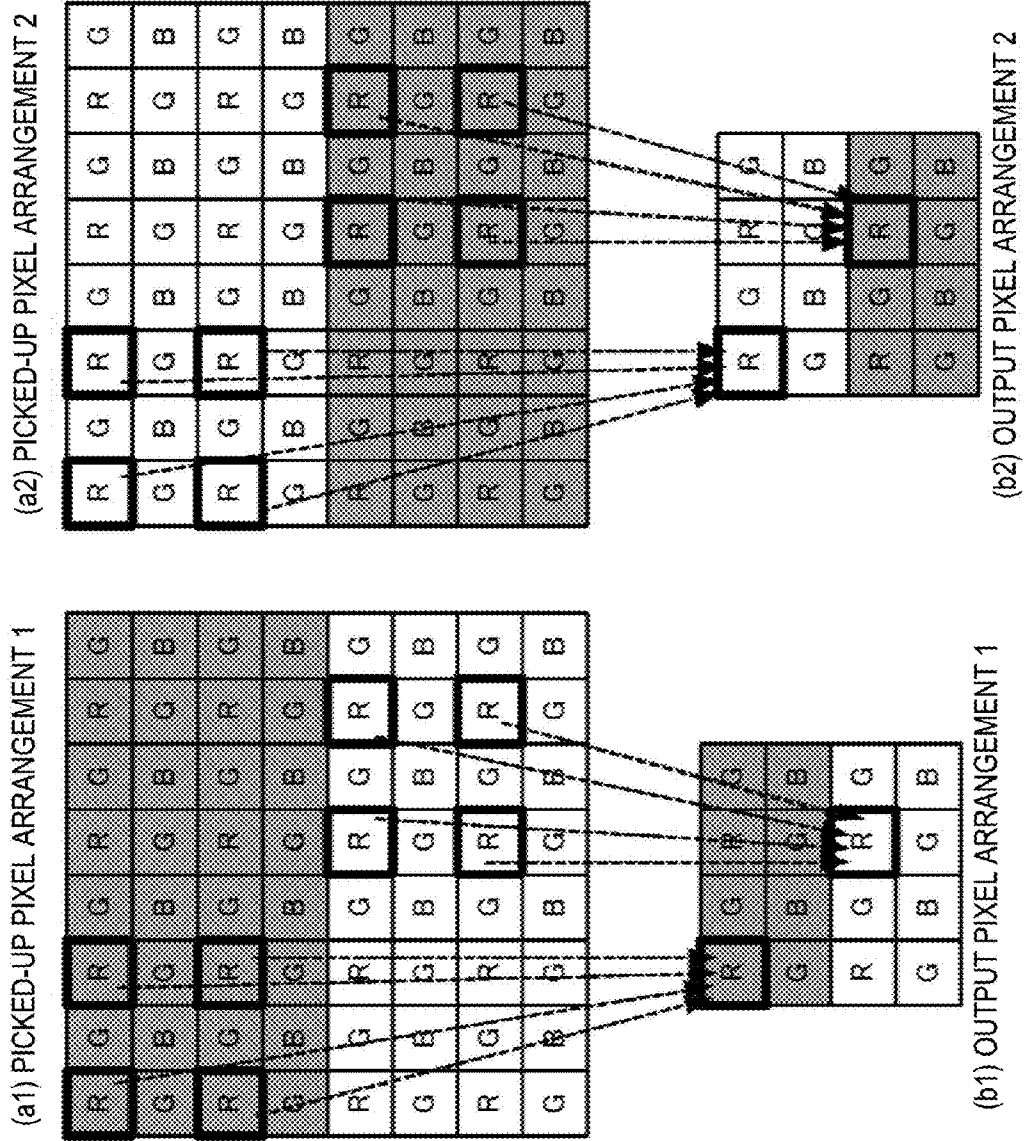 (a1) PICKED-UP PIXEL ARRANGEMENT 1
R G R G R G R G
G B G B G B G B
R G R G R G R G
G B G B G B G B
R G R G R G R G
G B G B G B G B
R G R G R G R G
G B G B G B G B
R G R G
G B G B
R G R G
G B G B
(b1) OUTPUT PIXEL ARRANGEMENT 1
(a2) PICKED-UP PIXEL ARRANGEMENT 2
R G R G R G R G
G B G B G B G B
R G R G R G R G
G B G B G B G B
R G R G R G R G
G B G B G B G B
R G R G R G R G
G B G B G B G B
R G R G
G B G B
R G R G
G B G B
(b2) OUTPUT PIXEL ARRANGEMENT 2